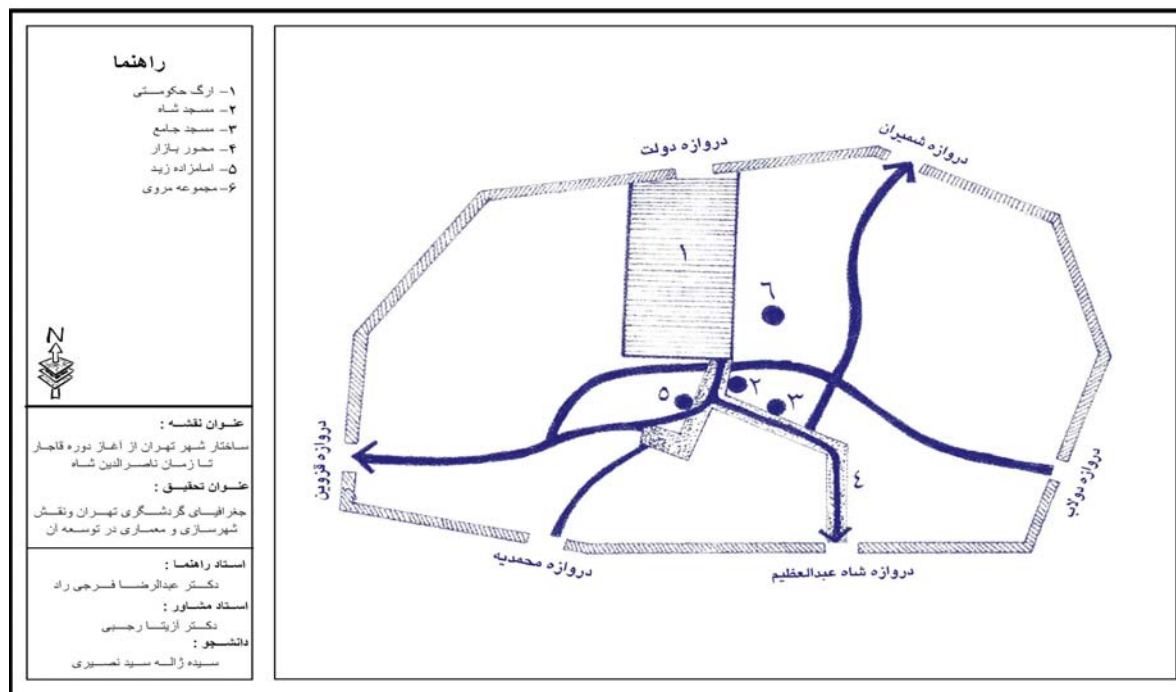 راهنما
۱- ارگ حکومتی
۲- مسجد شاه
۳- مسجد جامع
۴- محور بازار
۵- امامزاده زید
۶- مجموعه مروی
N
عنوان نقشه :
ساختار شهر تهران از آغاز دوره قاجار
تا زمان ناصرالدین شاه
عنوان تحقیق :
جغرافیای گردشگری تهران ونقش
شهرسازی و معماری در توسعه ان
استاد راهنما :
دکتر عبدالرضا فرجی راد
استاد مشاور :
دکتر آزیتا رجبی
دانشجو :
سیده ژاله سید نصیری
دروازه شمیران
دروازه دولت
۱
٦
۲
۳
۵
٤
دروازه قزوین
دروازه دولاب
دروازه محمدیه
دروازه شاه عبدالعظیم